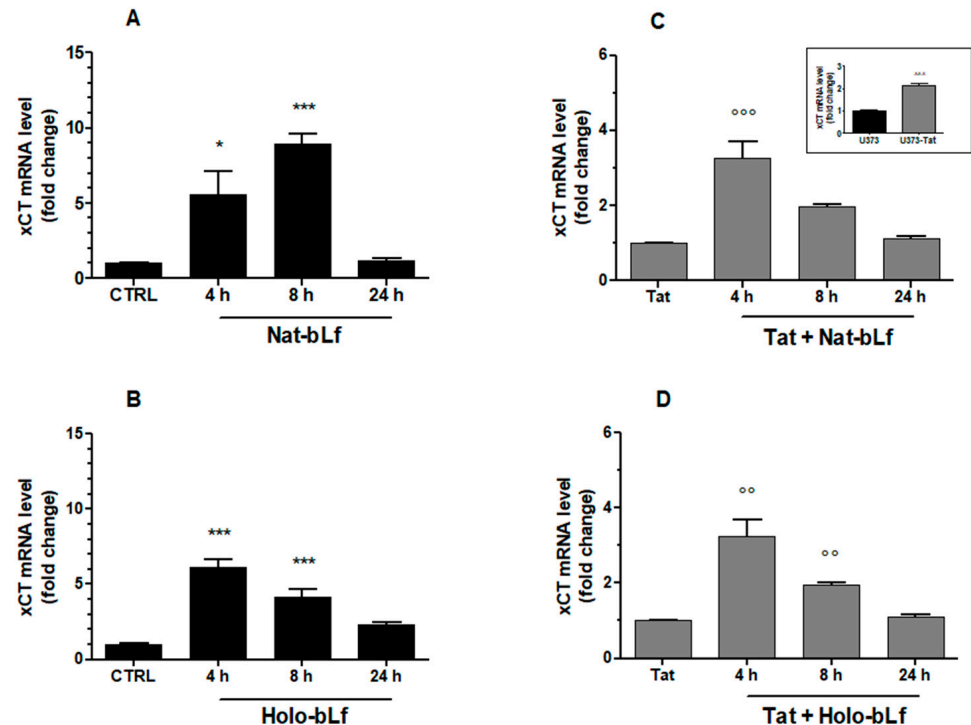 A
xCT mRNA level
(fold change)
15
10
5
0
*
***
CTRL
4 h
8 h
24 h
Nat-bLf
C
xCT mRNA level
(fold change)
6
4
2
0
°°°
Tat
4 h
8 h
24 h
Tat + Nat-bLf
xCT mRNA level
(fold change)
3
2
1
0
^^^
U373
U373-Tat
B
xCT mRNA level
(fold change)
15
10
5
0
***
***
CTRL
4 h
8 h
24 h
Holo-bLf
D
xCT mRNA level
(fold change)
6
4
2
0
°°
°°
Tat
4 h
8 h
24 h
Tat + Holo-bLf